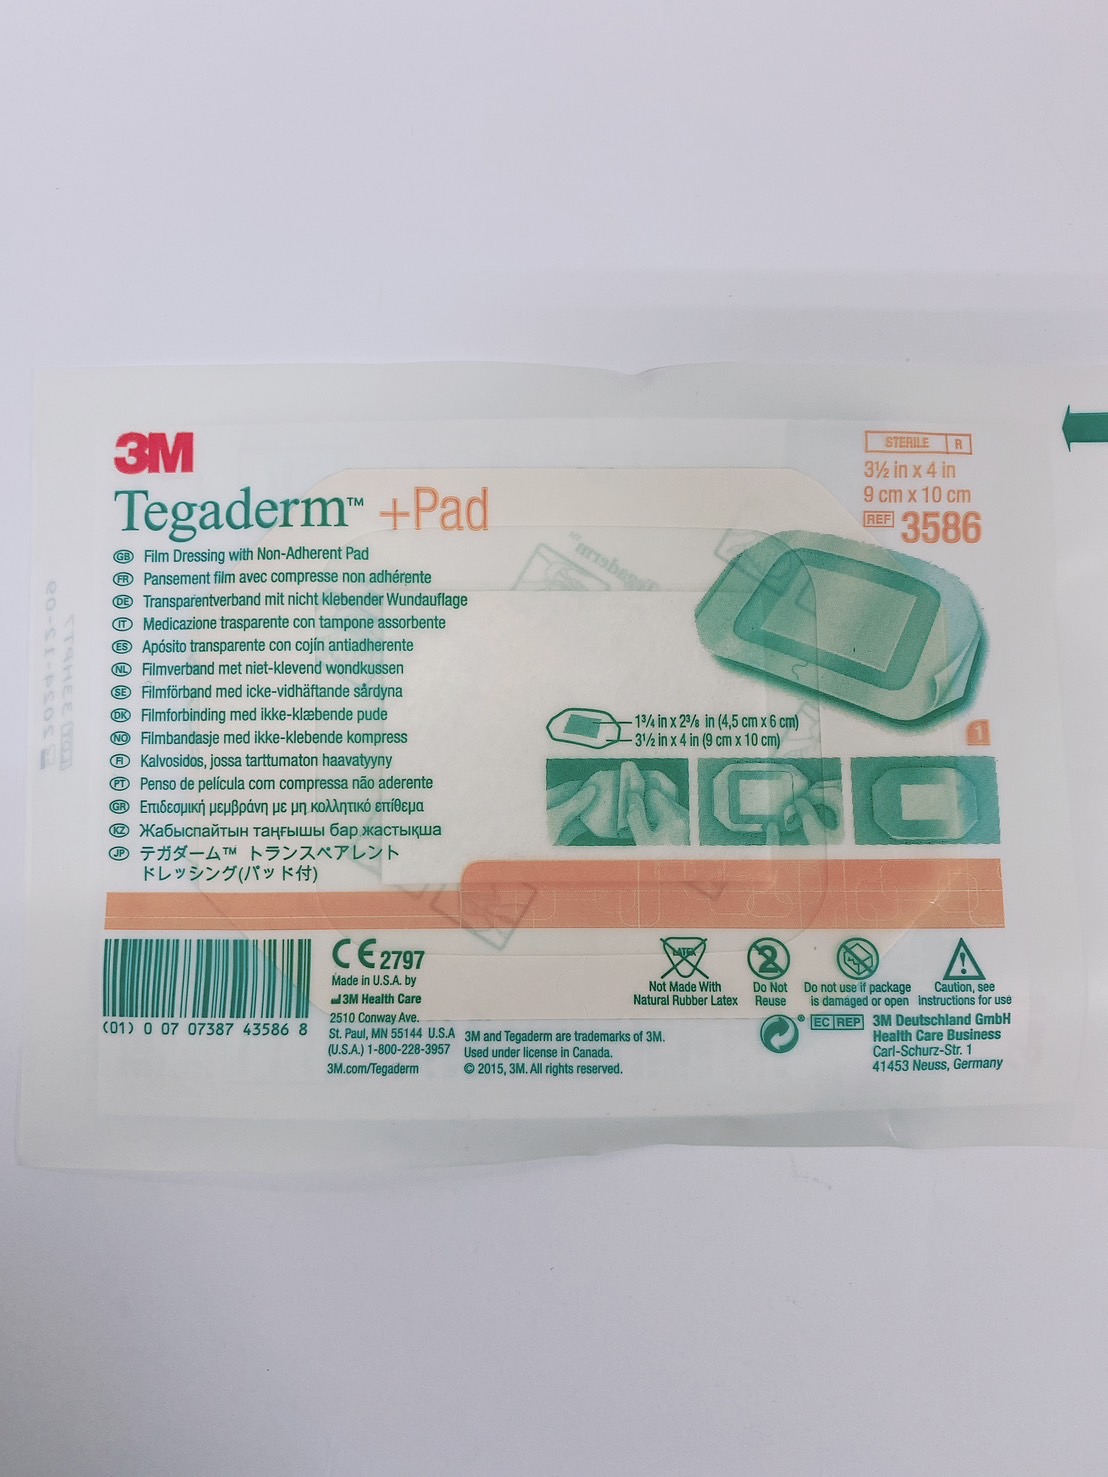 3M
Tegaderm™ +Pad
GB Film Dressing with Non-Adherent Pad
FR Pansement film avec compresse non adhérente
DE Transparentverband mit nicht klebender Wundauflage
IT Medicazione trasparente con tampone assorbente
ES Apósito transparente con cojín antiadherente
NL Filmverband met niet-klevend wondkussen
SE Filmförband med icke-vidhäftande sårdyna
DK Filmforbinding med ikke-klæbende pude
NO Filmbandasje med ikke-klebende kompress
FI Kalvosidos, jossa tarttumaton haavatyyny
PT Penso de película com compressa não aderente
GR Επιδεσμική μεμβράνη με μη κολλητικό επίθεμα
KZ Жабыспайтын таңғышы бар жастықша
JP テガダーム™ トランスペアレント
ドレッシング(パッド付)
STERILE R
3½ in x 4 in
9 cm x 10 cm
REF 3586
1¾ in x 2⅜ in (4,5 cm x 6 cm)
3½ in x 4 in (9 cm x 10 cm)
1
(01) 0 07 07387 43586 8
CE 2797
Made in U.S.A. by
3M Health Care
2510 Conway Ave.
St. Paul, MN 55144 U.S.A
(U.S.A.) 1-800-228-3957
3M.com/Tegaderm
3M and Tegaderm are trademarks of 3M.
Used under license in Canada.
© 2015, 3M. All rights reserved.
LATEX
Not Made With
Natural Rubber Latex
2
Do Not
Reuse
Do not use if package
is damaged or open
Caution, see
instructions for use
EC REP
3M Deutschland GmbH
Health Care Business
Carl-Schurz-Str. 1
41453 Neuss, Germany
2024-12-09
Tegaderm™